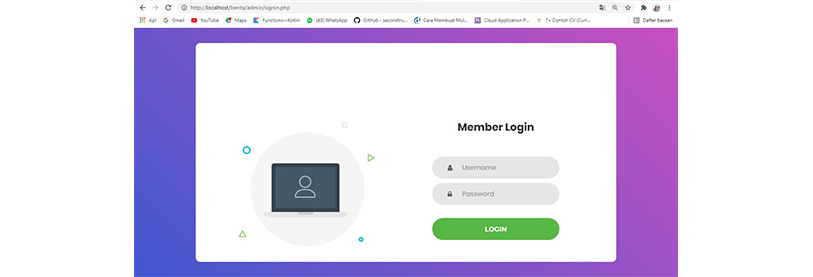 http://localhost/berita/admin/signin.php
Apl Gmail YouTube Maps Functions—Kotlin (43) WhatsApp GitHub - seconstru... Cara Membuat Mul... Cloud Application P... 7+ Contoh CV (Curr... Daftar bacaan
Member Login
Username
Password
LOGIN